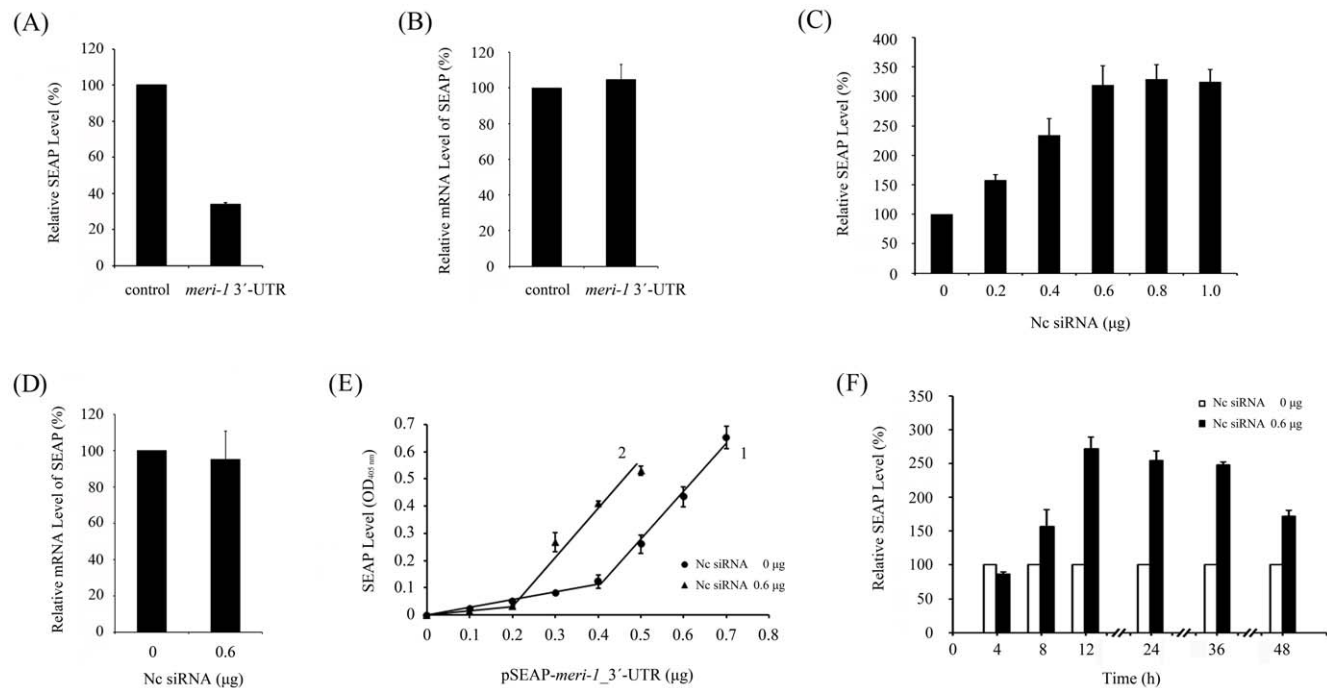 (A)
Relative SEAP Level (%)
120
100
80
60
40
20
0
control meri-1 3´-UTR
(B)
Relative mRNA Level of SEAP (%)
120
100
80
60
40
20
0
control meri-1 3´-UTR
(C)
Relative SEAP Level (%)
400
350
300
250
200
150
100
50
0
0 0.2 0.4 0.6 0.8 1.0
Nc siRNA (μg)
(D)
Relative mRNA Level of SEAP (%)
120
100
80
60
40
20
0
0 0.6
Nc siRNA (μg)
(E)
SEAP Level (OD405 nm)
0.7
0.6
0.5
0.4
0.3
0.2
0.1
0
2 1
Nc siRNA 0 μg
Nc siRNA 0.6 μg
0 0.1 0.2 0.3 0.4 0.5 0.6 0.7 0.8
pSEAP-meri-1_3´-UTR (μg)
(F)
Relative SEAP Level (%)
350
300
250
200
150
100
50
0
Nc siRNA 0 μg
Nc siRNA 0.6 μg
0 4 8 12 24 36 48
Time (h)